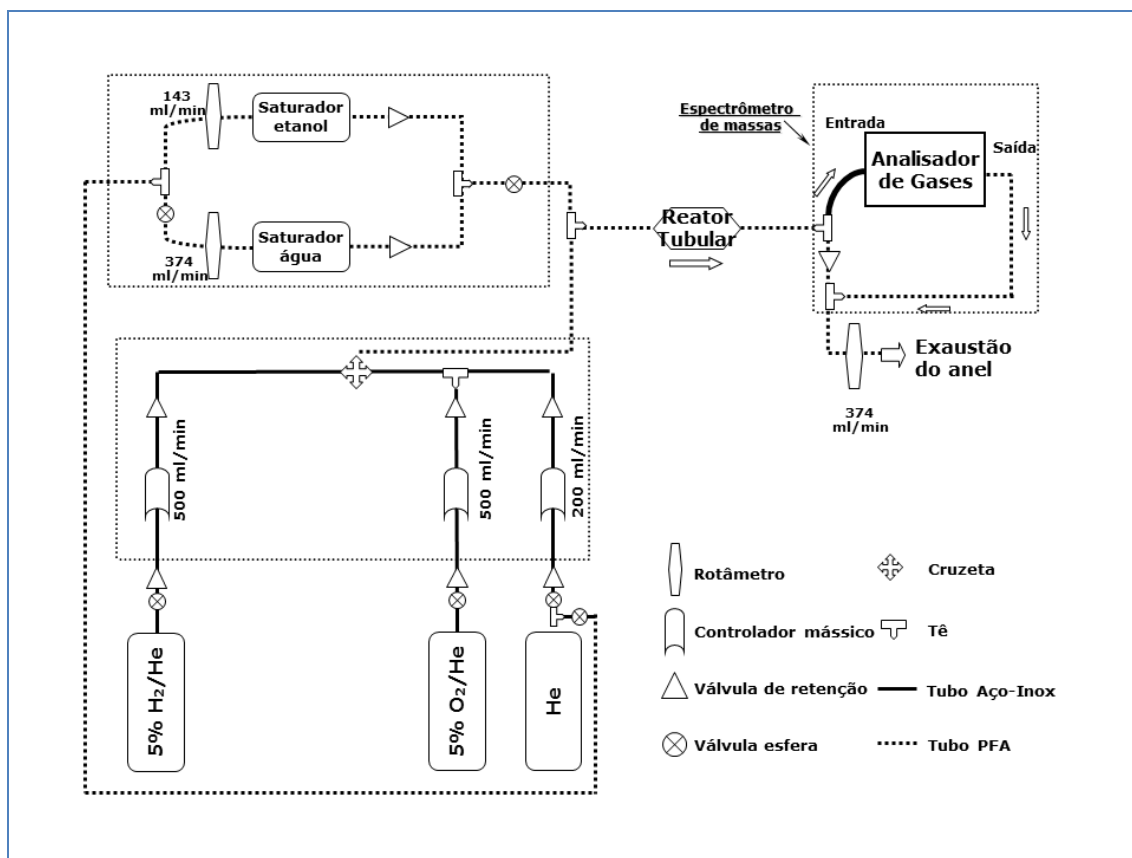 143
ml/min
Saturador
etanol
374
ml/min
Saturador
água
Espectrômetro
de massas
Entrada
Analisador
de Gases
Saída
Reator
Tubular
Exaustão
do anel
374
ml/min
500 ml/min
500 ml/min
200 ml/min
5% H₂/He
5% O₂/He
He
Rotâmetro
Cruzeta
Controlador mássico
Tê
Válvula de retenção
Tubo Aço-Inox
Válvula esfera
Tubo PFA